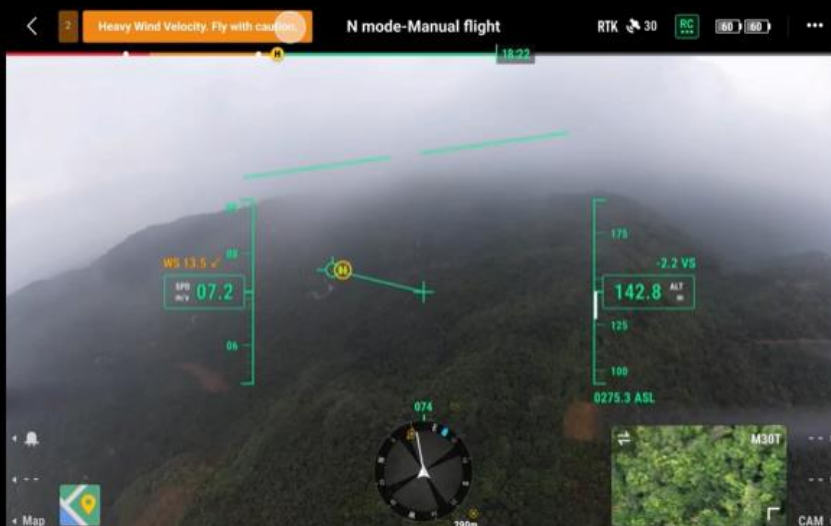 2 Heavy Wind Velocity. Fly with caution. N mode-Manual flight RTK 30 RC 60 60
H
18:22
08
175
WS 13.5 -2.2 VS
H
SPD m/s 07.2 142.8 ALT m
125
06
100
0275.3 ASL
074
M30T
290m
Map CAM